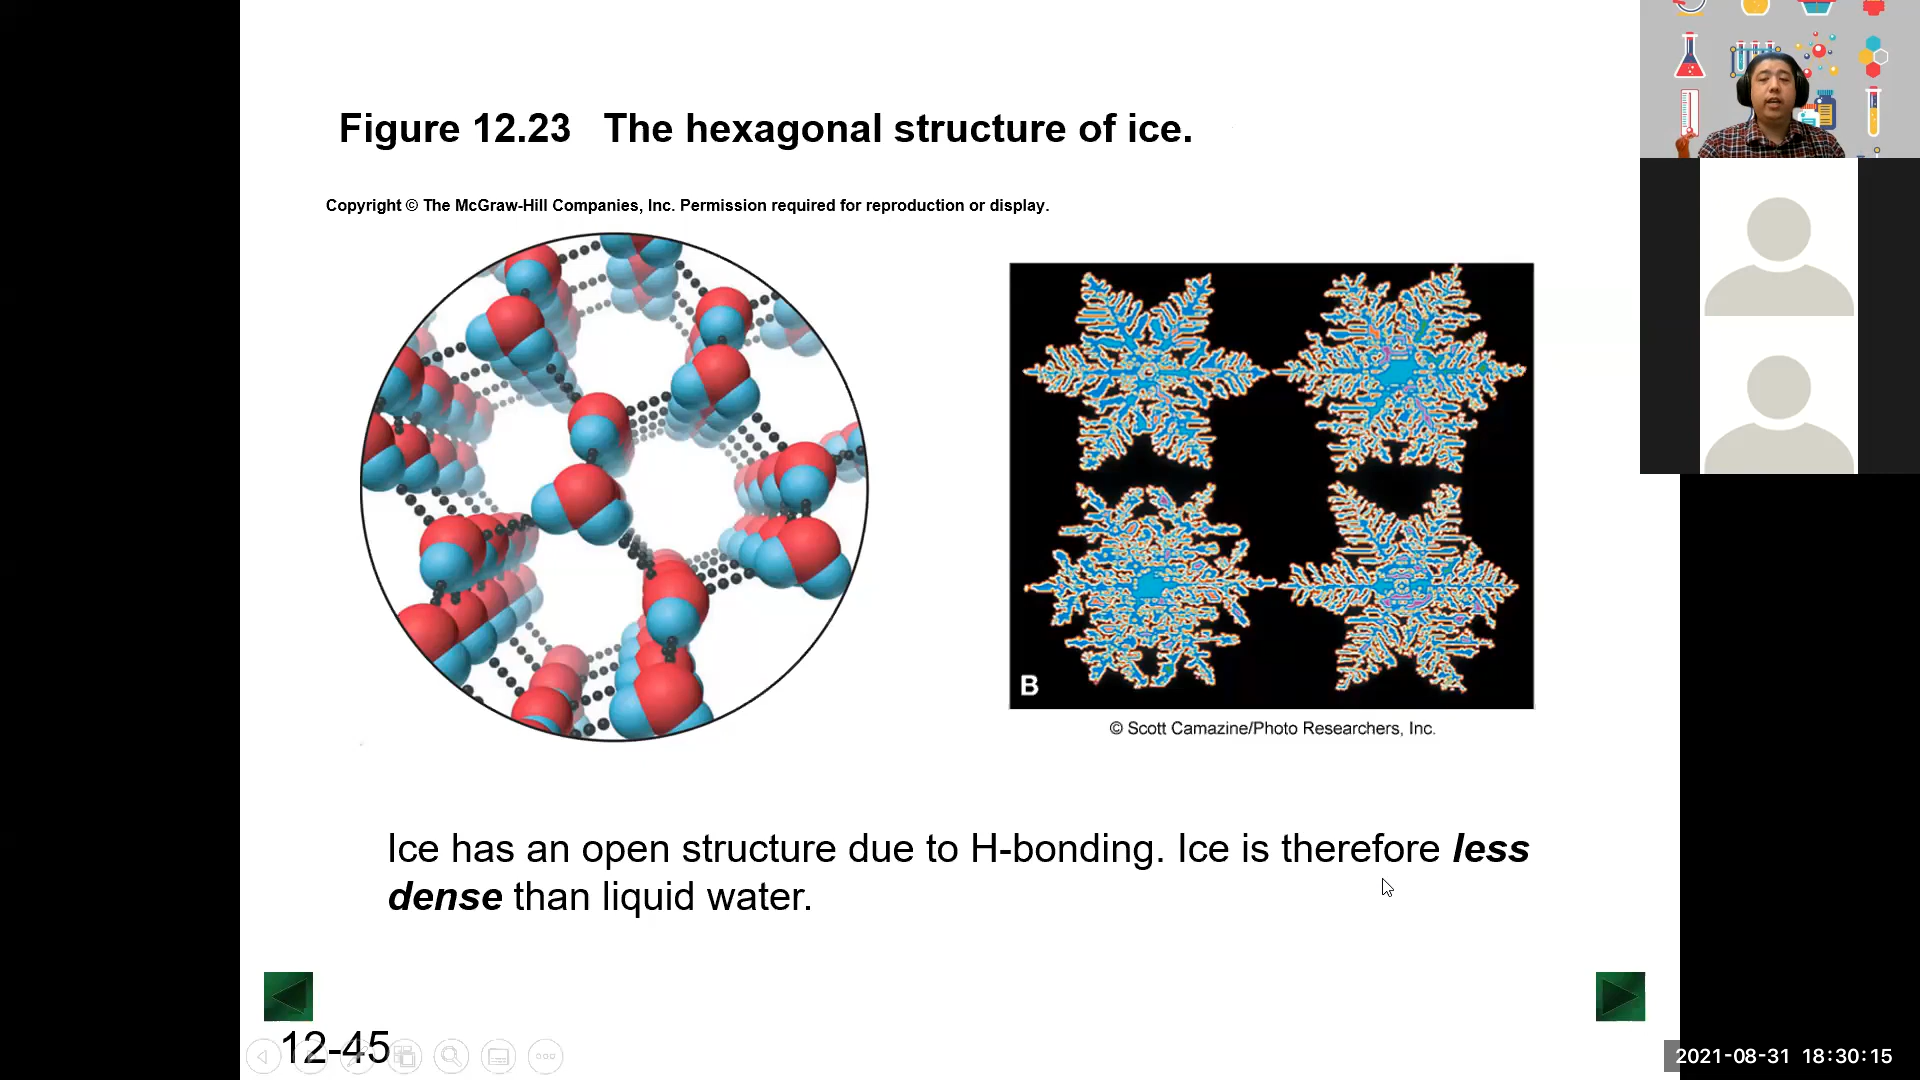 Figure 12.23   The hexagonal structure of ice.
Copyright © The McGraw-Hill Companies, Inc. Permission required for reproduction or display.
B
© Scott Camazine/Photo Researchers, Inc.
Ice has an open structure due to H-bonding. Ice is therefore less
dense than liquid water.
12-45
2021-08-31 18:30:15